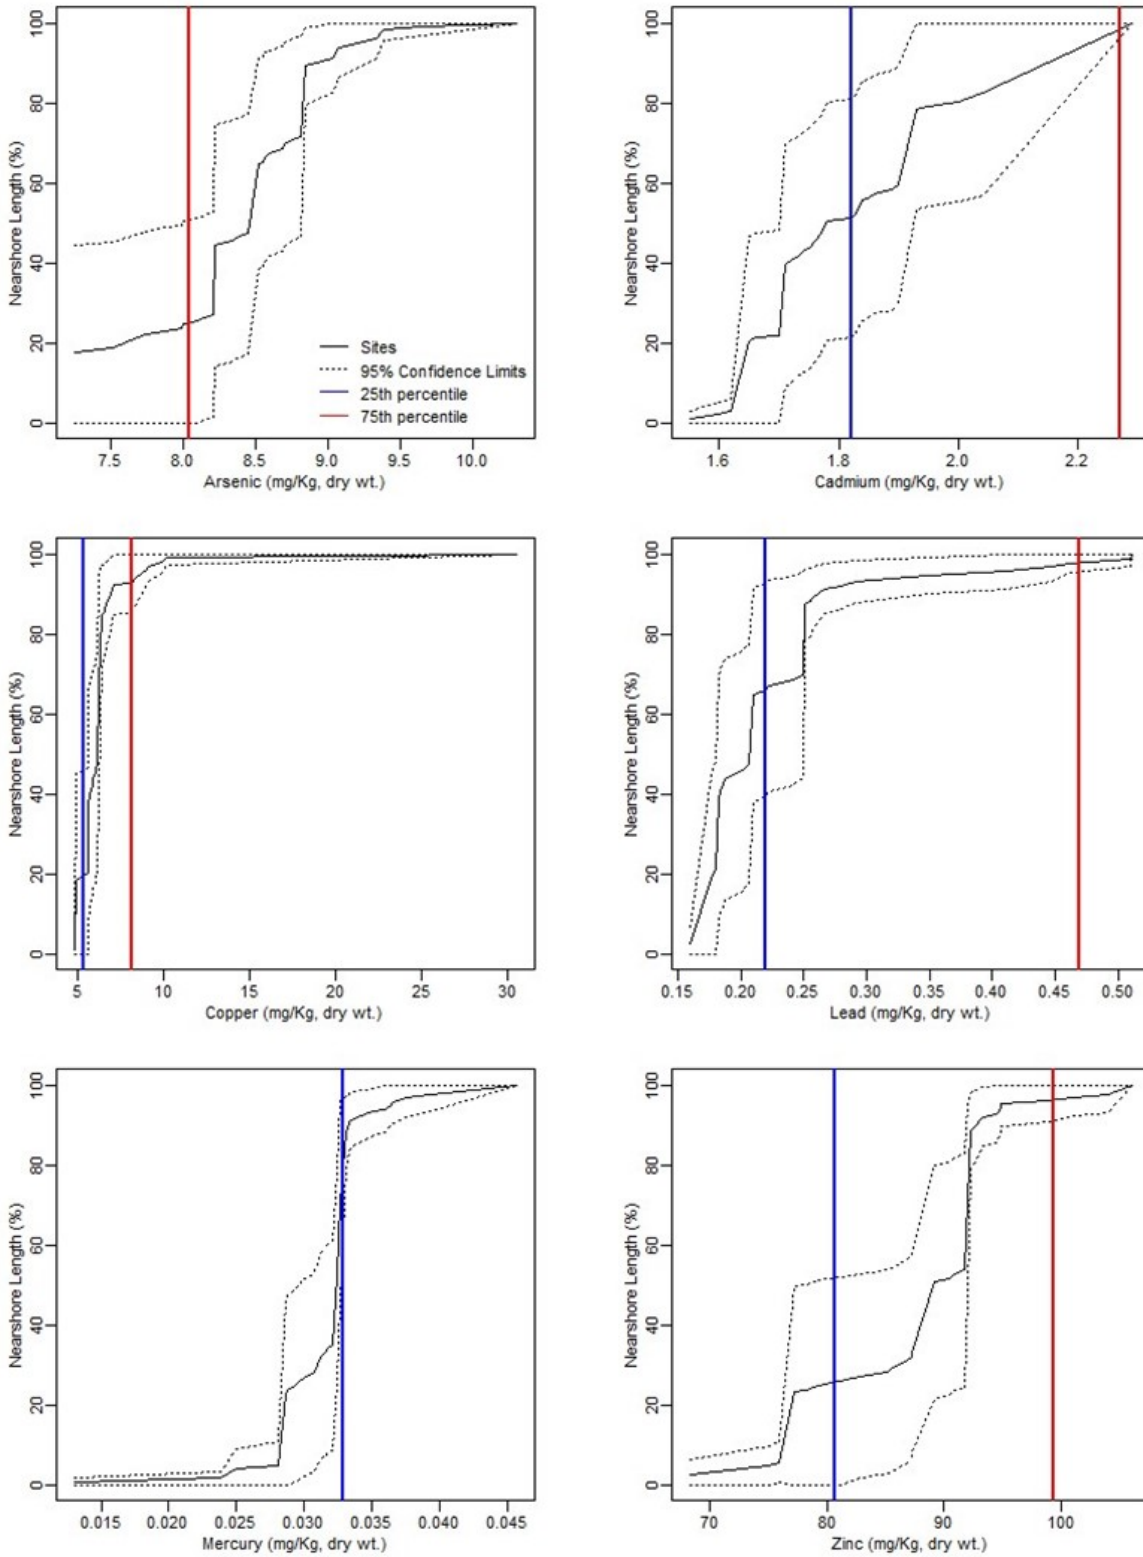 Nearshore Length (%)
100
80
60
40
20
0
Sites
95% Confidence Limits
25th percentile
75th percentile
7.5 8.0 8.5 9.0 9.5 10.0
Arsenic (mg/Kg, dry wt.)
Nearshore Length (%)
100
80
60
40
20
0
1.6 1.8 2.0 2.2
Cadmium (mg/Kg, dry wt.)
Nearshore Length (%)
100
80
60
40
20
0
5 10 15 20 25 30
Copper (mg/Kg, dry wt.)
Nearshore Length (%)
100
80
60
40
20
0
0.15 0.20 0.25 0.30 0.35 0.40 0.45 0.50
Lead (mg/Kg, dry wt.)
Nearshore Length (%)
100
80
60
40
20
0
0.015 0.020 0.025 0.030 0.035 0.040 0.045
Mercury (mg/Kg, dry wt.)
Nearshore Length (%)
100
80
60
40
20
0
70 80 90 100
Zinc (mg/Kg, dry wt.)